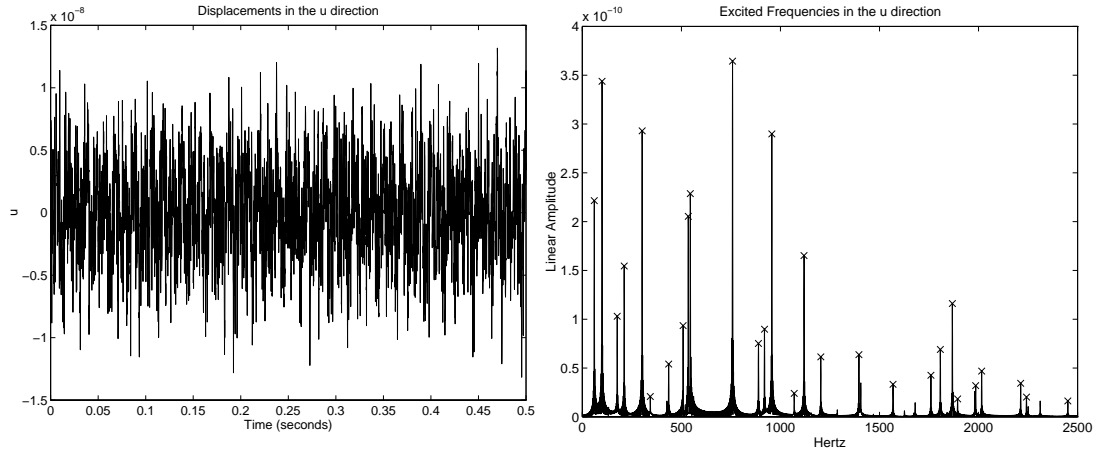 Displacements in the u direction
x 10^-8
1.5
1
0.5
0
-0.5
-1
-1.5
u
0 0.05 0.1 0.15 0.2 0.25 0.3 0.35 0.4 0.45 0.5
Time (seconds)
Excited Frequencies in the u direction
x 10^-10
4
3.5
3
2.5
2
1.5
1
0.5
0
Linear Amplitude
0 500 1000 1500 2000 2500
Hertz